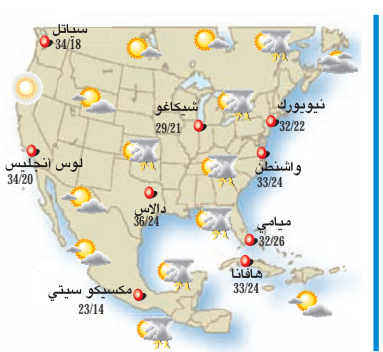 سياتل
34/18
شيكاغو
29/21
نيويورك
32/22
لوس انجليس
34/20
واشنطن
33/24
دالاس
36/24
ميامي
32/26
هافانا
33/24
مكسيكو سيتي
23/14